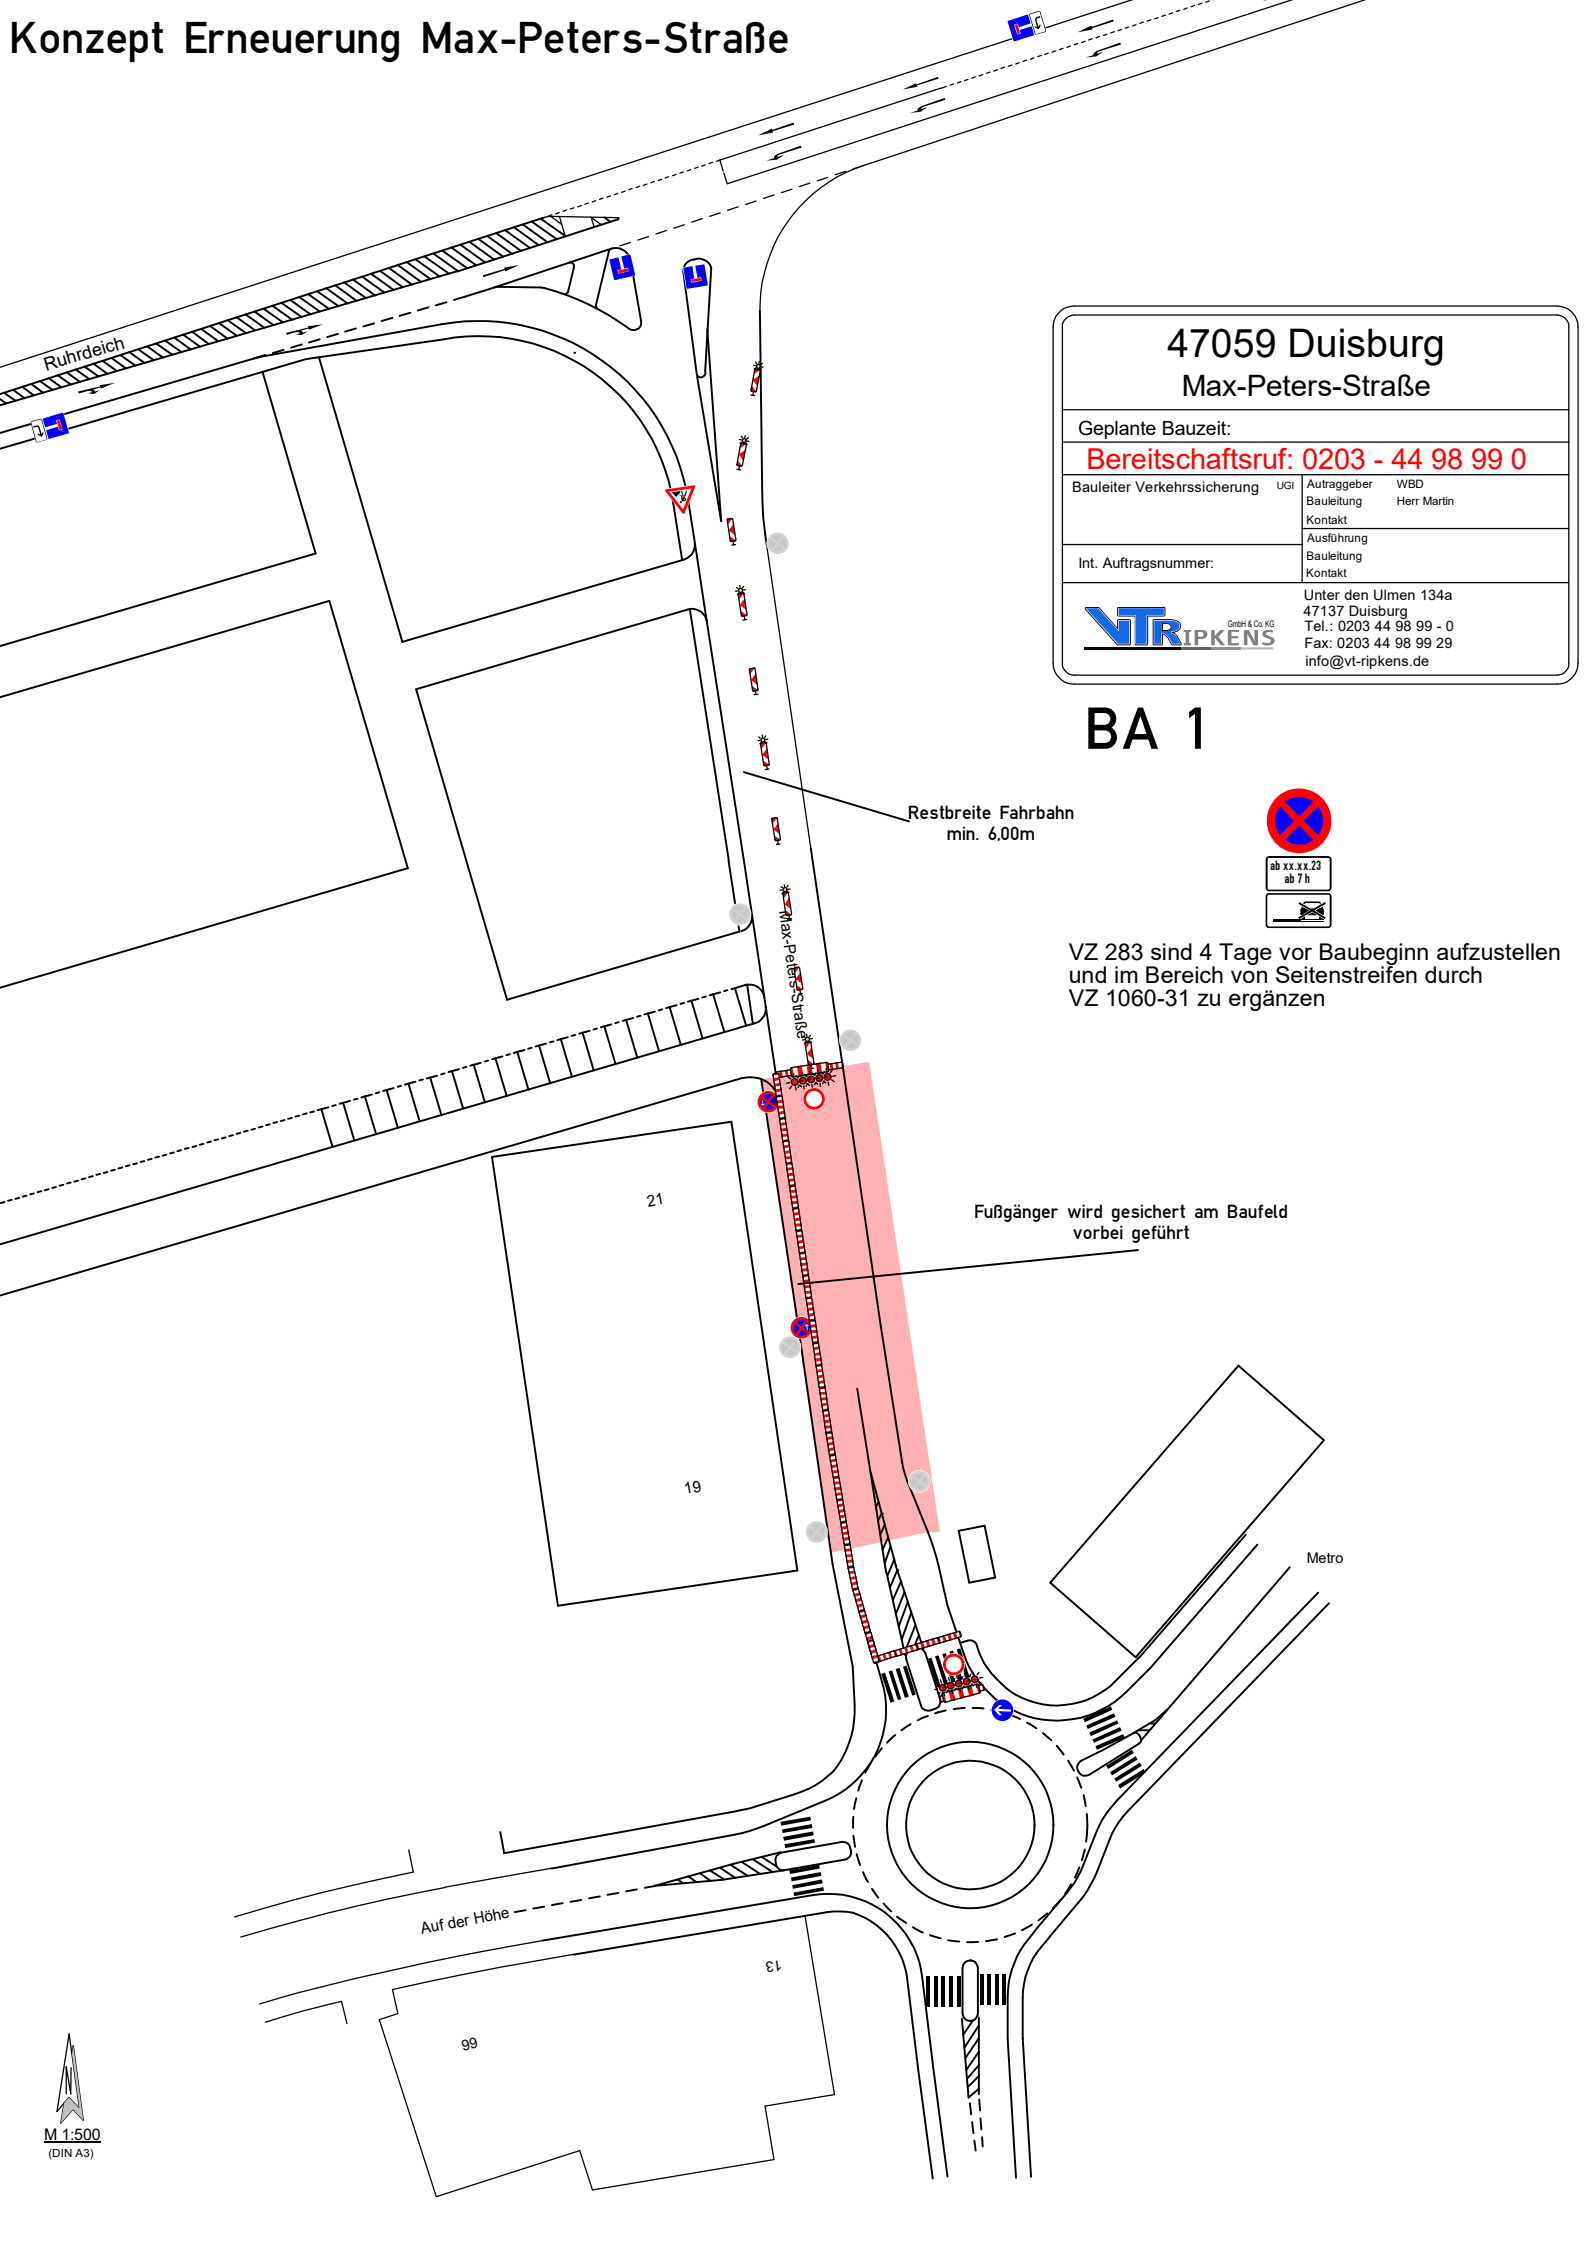 Konzept Erneuerung Max-Peters-Straße
Ruhrdeich
47059 Duisburg
Max-Peters-Straße
Geplante Bauzeit:
Bereitschaftsruf: 0203 - 44 98 99 0
Bauleiter Verkehrssicherung UGI
Autraggeber WBD
Bauleitung Herr Martin
Kontakt
Ausführung
Bauleitung
Kontakt
Int. Auftragsnummer:
VTRIPKENS GmbH & Co. KG
Unter den Ulmen 134a
47137 Duisburg
Tel.: 0203 44 98 99 - 0
Fax: 0203 44 98 99 29
info@vt-ripkens.de
BA 1
Restbreite Fahrbahn
min. 6,00m
ab xx.xx.23
ab 7 h
VZ 283 sind 4 Tage vor Baubeginn aufzustellen
und im Bereich von Seitenstreifen durch
VZ 1060-31 zu ergänzen
Max-Peters-Straße
21
Fußgänger wird gesichert am Baufeld
vorbei geführt
19
Metro
Auf der Höhe
13
66
N
M 1:500
(DIN A3)